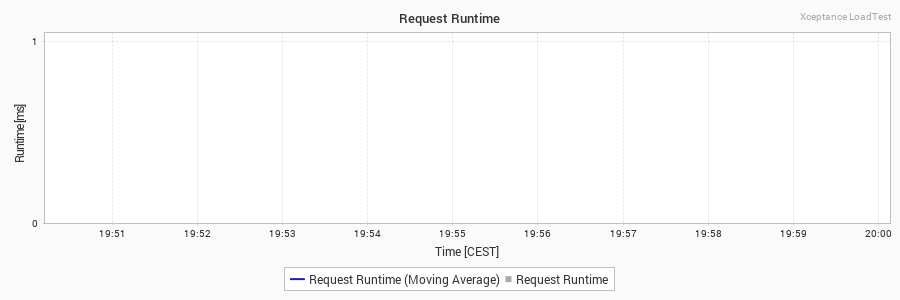 Request Runtime
Xceptance LoadTest
1
Runtime [ms]
0
19:51 19:52 19:53 19:54 19:55 19:56 19:57 19:58 19:59 20:00
Time [CEST]
Request Runtime (Moving Average) Request Runtime